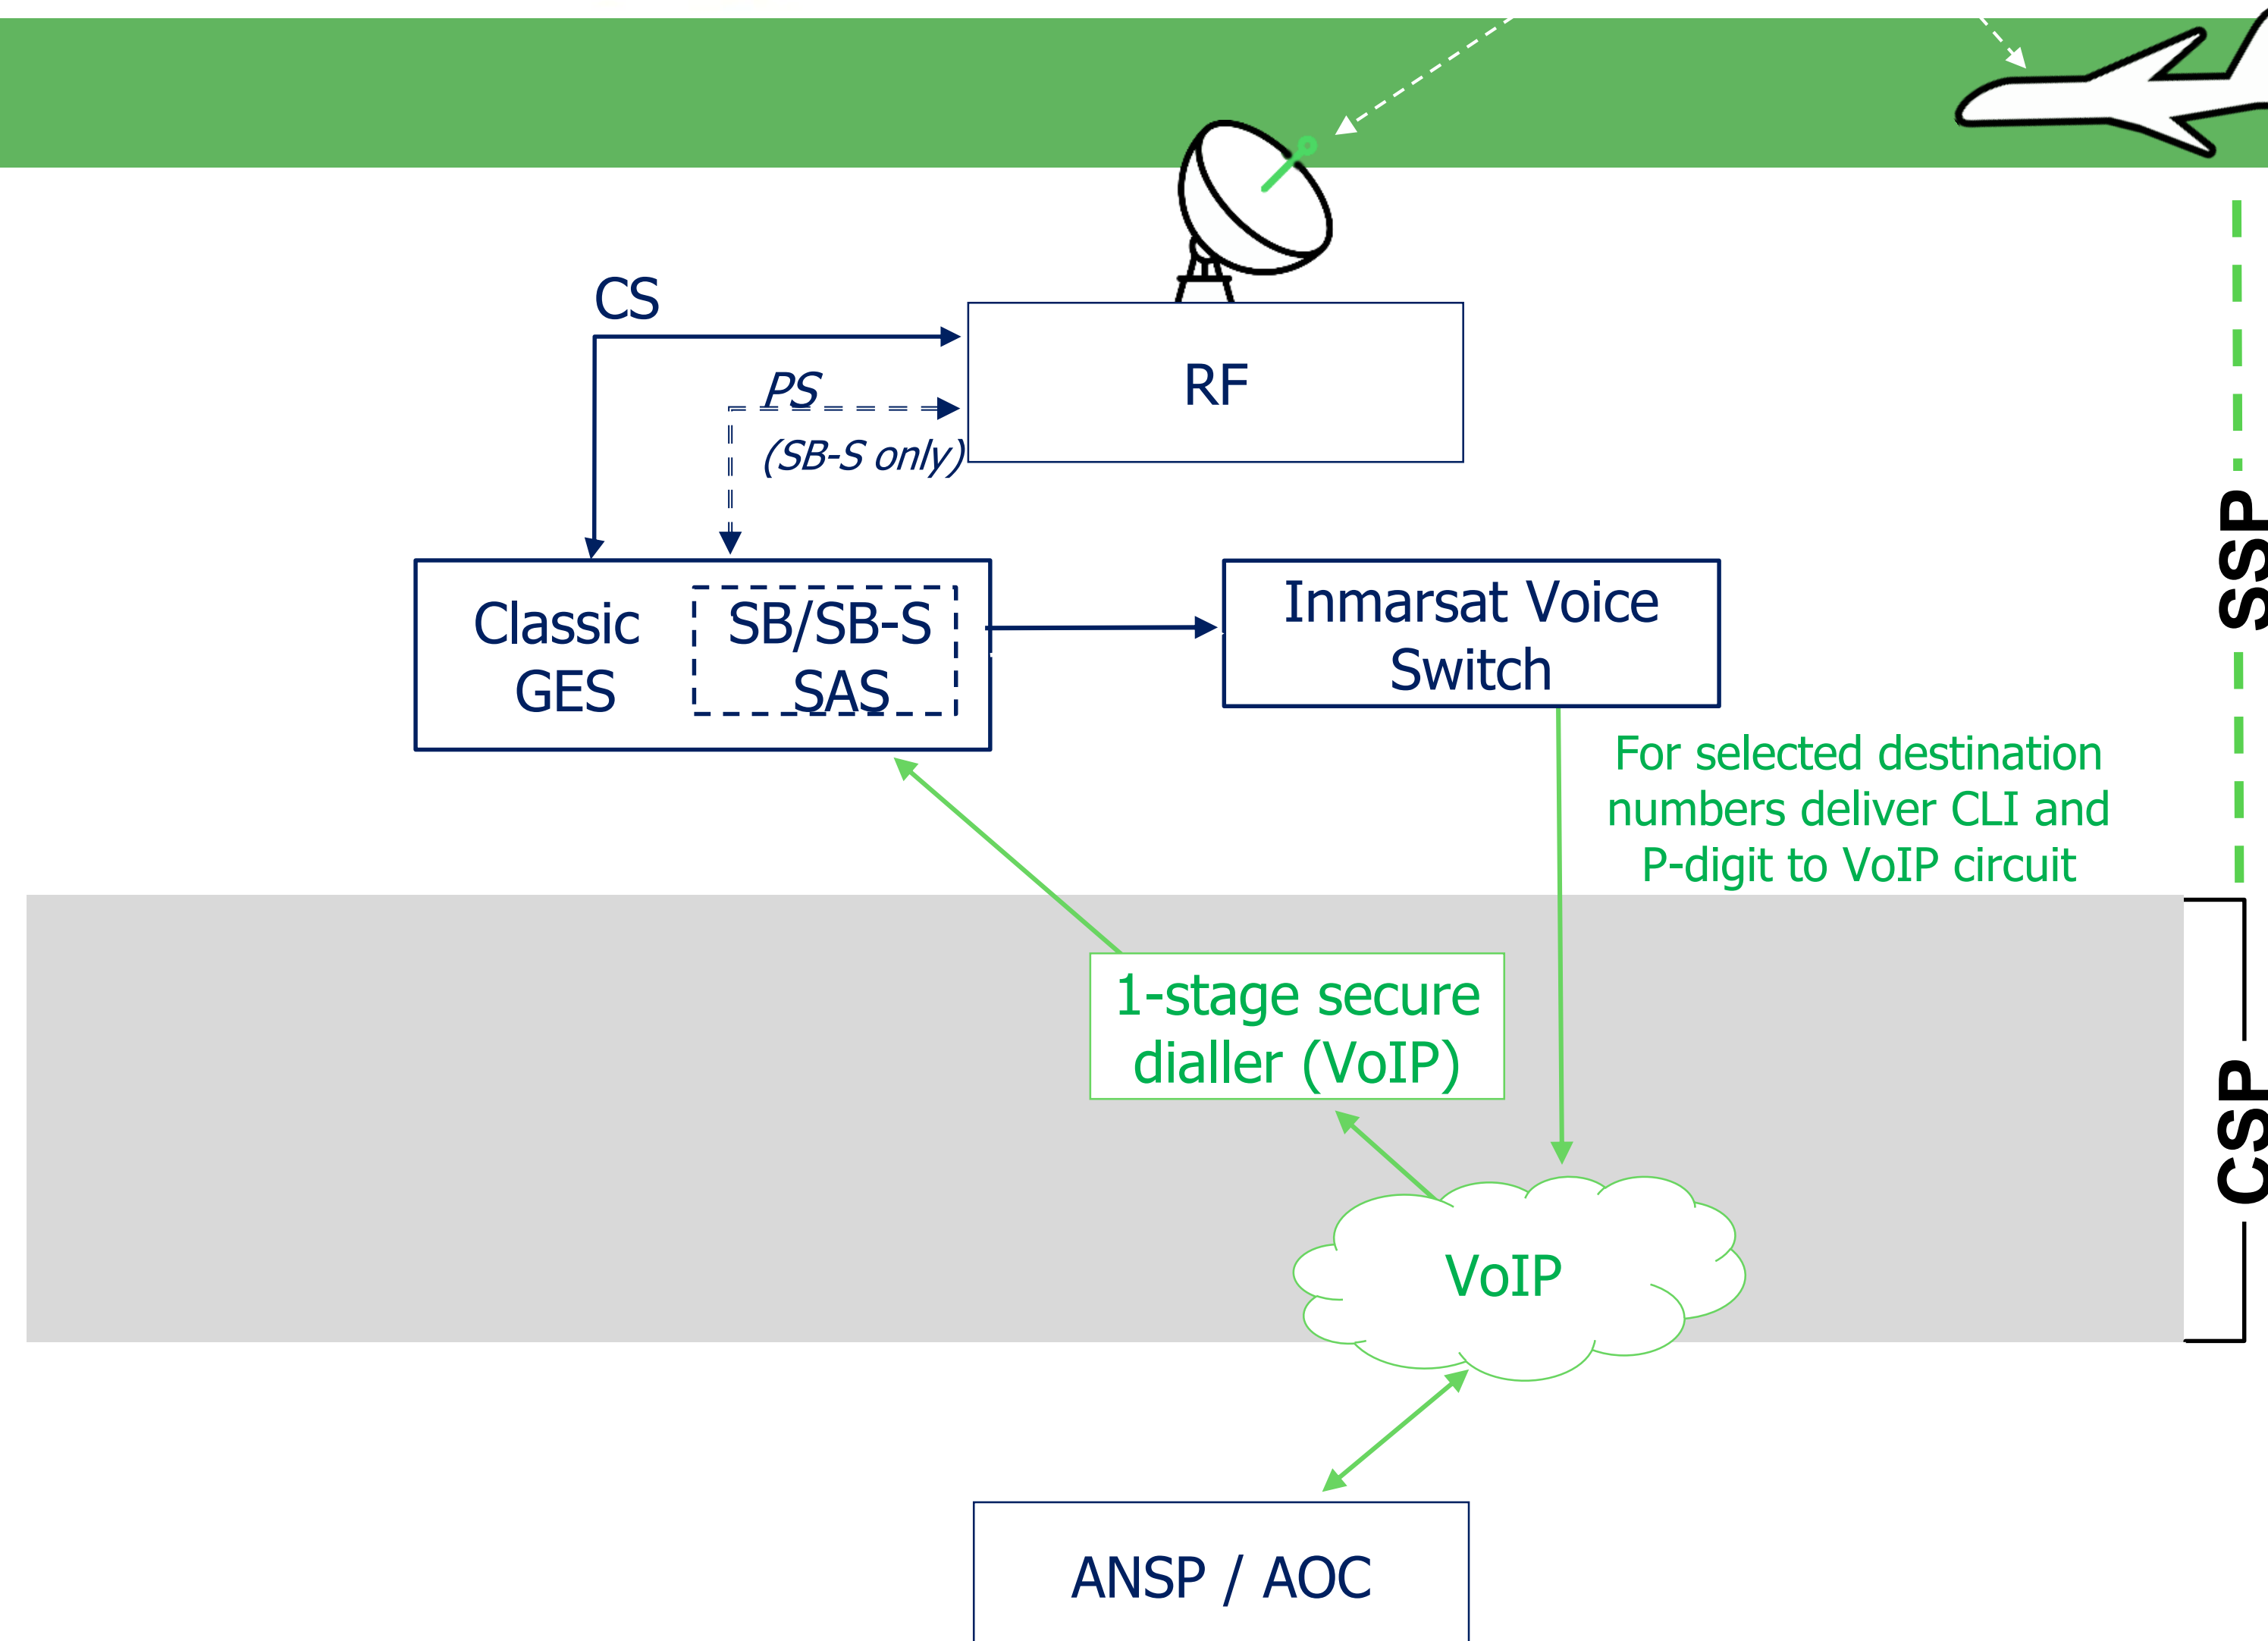 CS
PS
(SB-S only))
RF
SSP
Classic
GES
SB/SB-S
SAS
Inmarsat Voice
Switch
For selected destination
numbers deliver CLI and
P-digit to VoIP circuit
1-stage secure
dialler (VoIP)
CSP
VoIP
ANSP / AOC